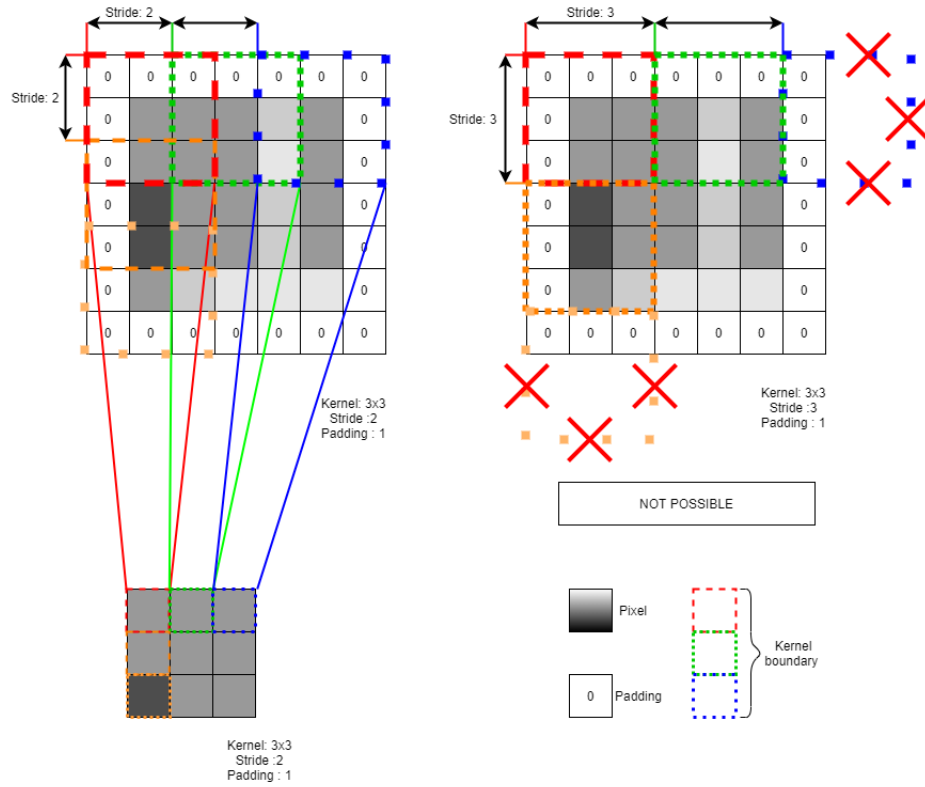 Stride: 2
Stride: 2
0 0 0 0 0 0 0
0 0
0 0
0 0
0 0
0 0
0 0 0 0 0 0 0
Kernel: 3x3
Stride :2
Padding : 1
Stride: 3
Stride: 3
0 0 0 0 0 0 0
0 0
0 0
0 0
0 0
0 0
0 0 0 0 0 0 0
Kernel: 3x3
Stride :3
Padding : 1
NOT POSSIBLE
Pixel
0 Padding
Kernel
boundary
Kernel: 3x3
Stride :2
Padding : 1